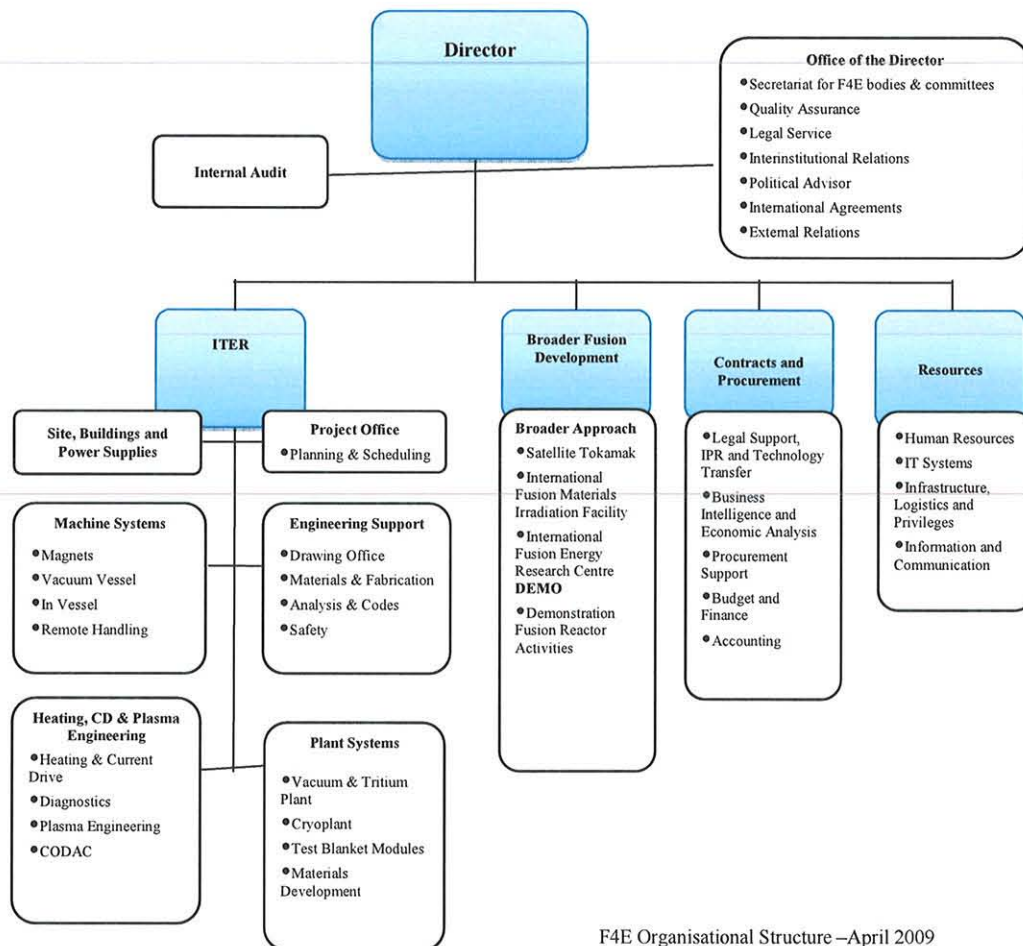 Director
Office of the Director
Secretariat for F4E bodies & committees
Quality Assurance
Legal Service
Interinstitutional Relations
Political Advisor
International Agreements
External Relations
Internal Audit
ITER
Broader Fusion
Development
Contracts and
Procurement
Resources
Site, Buildings and
Power Supplies
Project Office
Planning & Scheduling
Machine Systems
Magnets
Vacuum Vessel
In Vessel
Remote Handling
Engineering Support
Drawing Office
Materials & Fabrication
Analysis & Codes
Safety
Heating, CD & Plasma
Engineering
Heating & Current
Drive
Diagnostics
Plasma Engineering
CODAC
Plant Systems
Vacuum & Tritium
Plant
Cryoplant
Test Blanket Modules
Materials
Development
Broader Approach
Satellite Tokamak
International
Fusion Materials
Irradiation Facility
International
Fusion Energy
Research Centre
DEMO
Demonstration
Fusion Reactor
Activities
Legal Support,
IPR and Technology
Transfer
Business
Intelligence and
Economic Analysis
Procurement
Support
Budget and
Finance
Accounting
Human Resources
IT Systems
Infrastructure,
Logistics and
Privileges
Information and
Communication
F4E Organisational Structure –April 2009